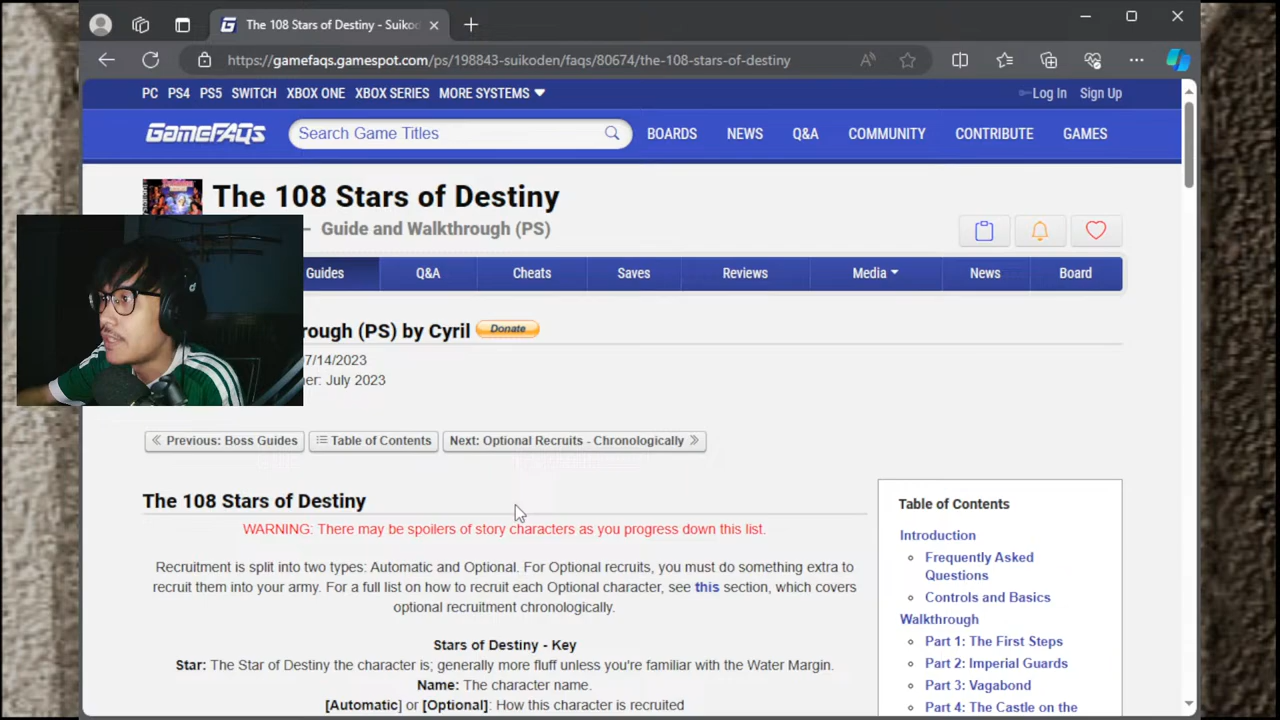 The 108 Stars of Destiny - Suiko
https://gamefaqs.gamespot.com/ps/198843-suikoden/faqs/80674/the-108-stars-of-destiny
PC PS4 PS5 SWITCH XBOX ONE XBOX SERIES MORE SYSTEMS
Log In Sign Up
GameFAQs
Search Game Titles
BOARDS NEWS Q&A COMMUNITY CONTRIBUTE GAMES
The 108 Stars of Destiny
– Guide and Walkthrough (PS)
Guides Q&A Cheats Saves Reviews Media News Board
rough (PS) by Cyril Donate
7/14/2023
er: July 2023
Previous: Boss Guides Table of Contents Next: Optional Recruits - Chronologically
The 108 Stars of Destiny
WARNING: There may be spoilers of story characters as you progress down this list.
Recruitment is split into two types: Automatic and Optional. For Optional recruits, you must do something extra to
recruit them into your army. For a full list on how to recruit each Optional character, see this section, which covers
optional recruitment chronologically.
Stars of Destiny - Key
Star: The Star of Destiny the character is; generally more fluff unless you're familiar with the Water Margin.
Name: The character name.
[Automatic] or [Optional]: How this character is recruited
Table of Contents
Introduction
Frequently Asked
Questions
Controls and Basics
Walkthrough
Part 1: The First Steps
Part 2: Imperial Guards
Part 3: Vagabond
Part 4: The Castle on the